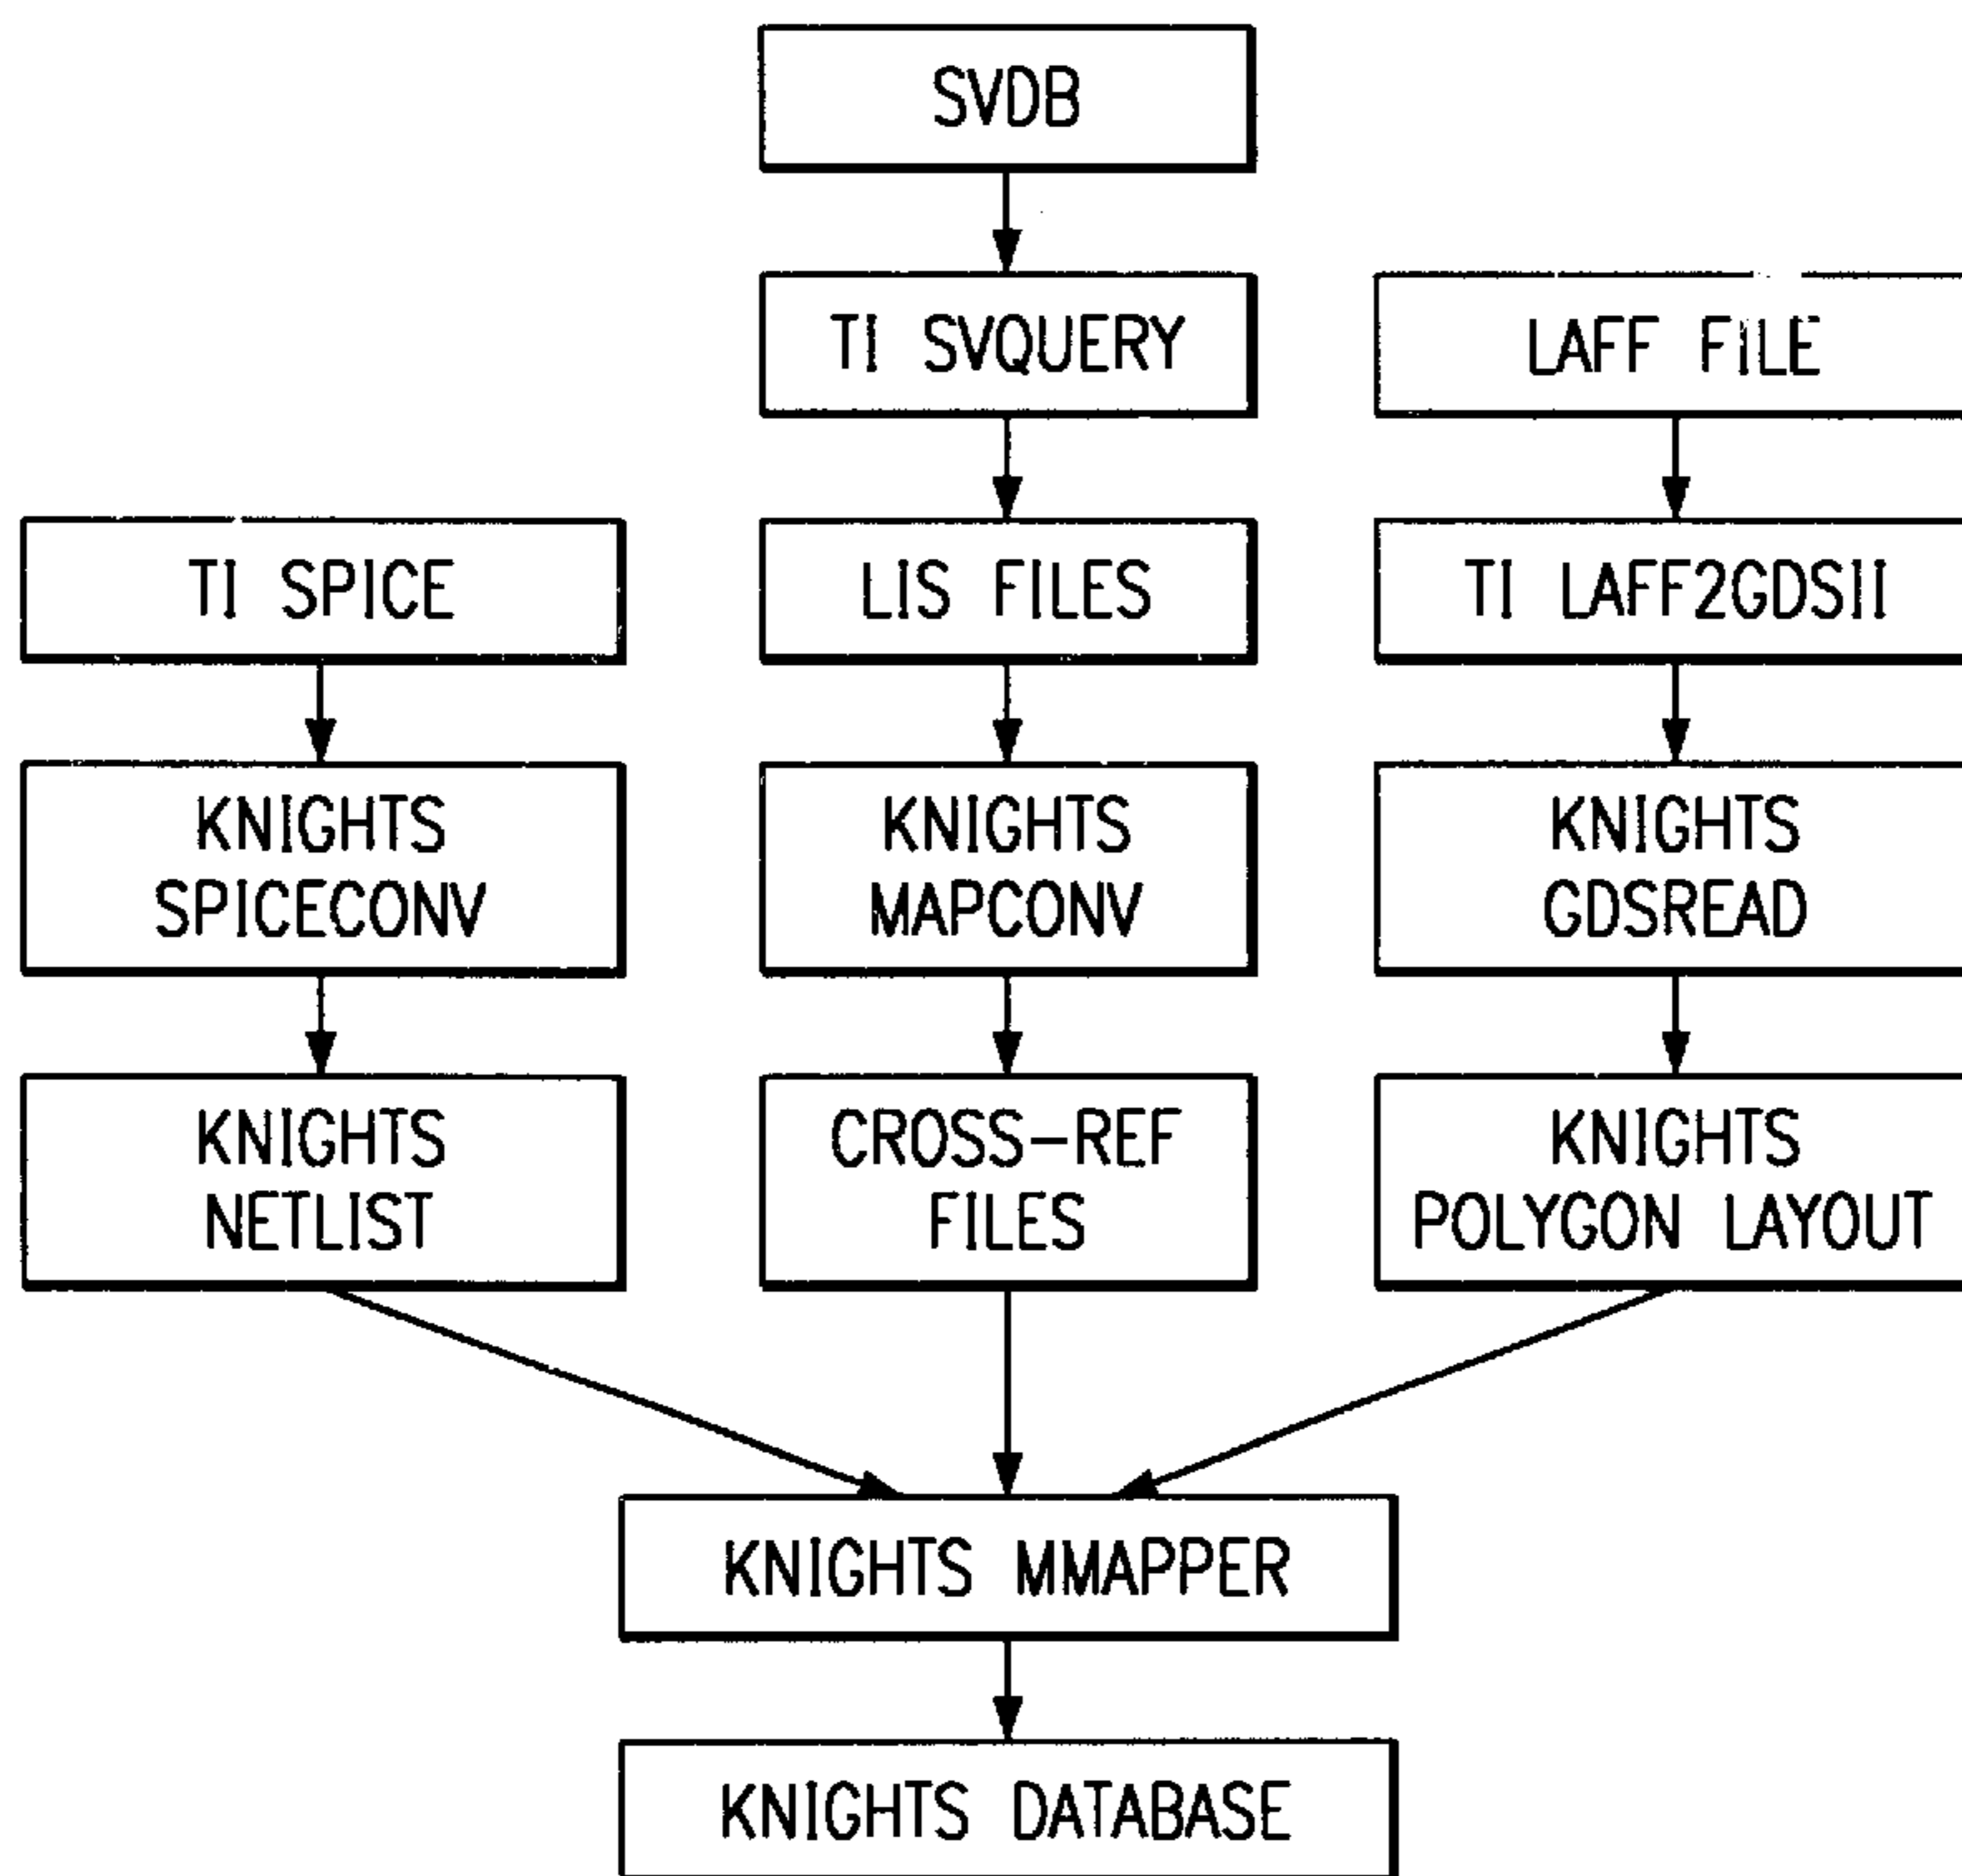 SVDB
TI SVQUERY
LAFF FILE
TI SPICE
LIS FILES
TI LAFF2GDSII
KNIGHTS
SPICECONV
KNIGHTS
MAPCONV
KNIGHTS
GDSREAD
KNIGHTS
NETLIST
CROSS-REF
FILES
KNIGHTS
POLYGON LAYOUT
KNIGHTS MMAPPER
KNIGHTS DATABASE